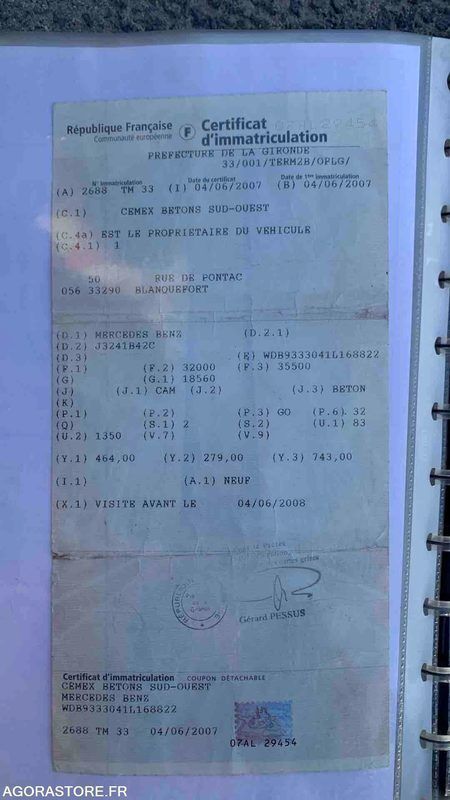 République Française
Communauté européenne
F
Certificat
d'immatriculation
07AL 29454
PREFECTURE DE LA GIRONDE
33/001/TERM2B/OPLG/
N° immatriculation Date du certificat Date de 1ère immatriculation
(A) 2688 TM 33 (I) 04/06/2007 (B) 04/06/2007
(C.1) CEMEX BETONS SUD-OUEST
(C.4a) EST LE PROPRIETAIRE DU VEHICULE
(C.4.1) 1
50 RUE DE PONTAC
056 33290 BLANQUEFORT
(D.1) MERCEDES BENZ (D.2.1)
(D.2) J3241B42C
(D.3) (E) WDB9333041L168822
(F.1) (F.2) 32000 (F.3) 35500
(G) (G.1) 18560
(J) (J.1) CAM (J.2) (J.3) BETON
(K)
(P.1) (P.2) (P.3) GO (P.6) 32
(Q) (S.1) 2 (S.2) (U.1) 83
(U.2) 1350 (V.7) (V.9)
(Y.1) 464,00 (Y.2) 279,00 (Y.3) 743,00
(I.1) (A.1) NEUF
(X.1) VISITE AVANT LE 04/06/2008
Gérard PESSUS
Certificat d'immatriculation COUPON DÉTACHABLE
CEMEX BETONS SUD-OUEST
MERCEDES BENZ
WDB9333041L168822
2688 TM 33 04/06/2007
07AL 29454
AGORASTORE.FR